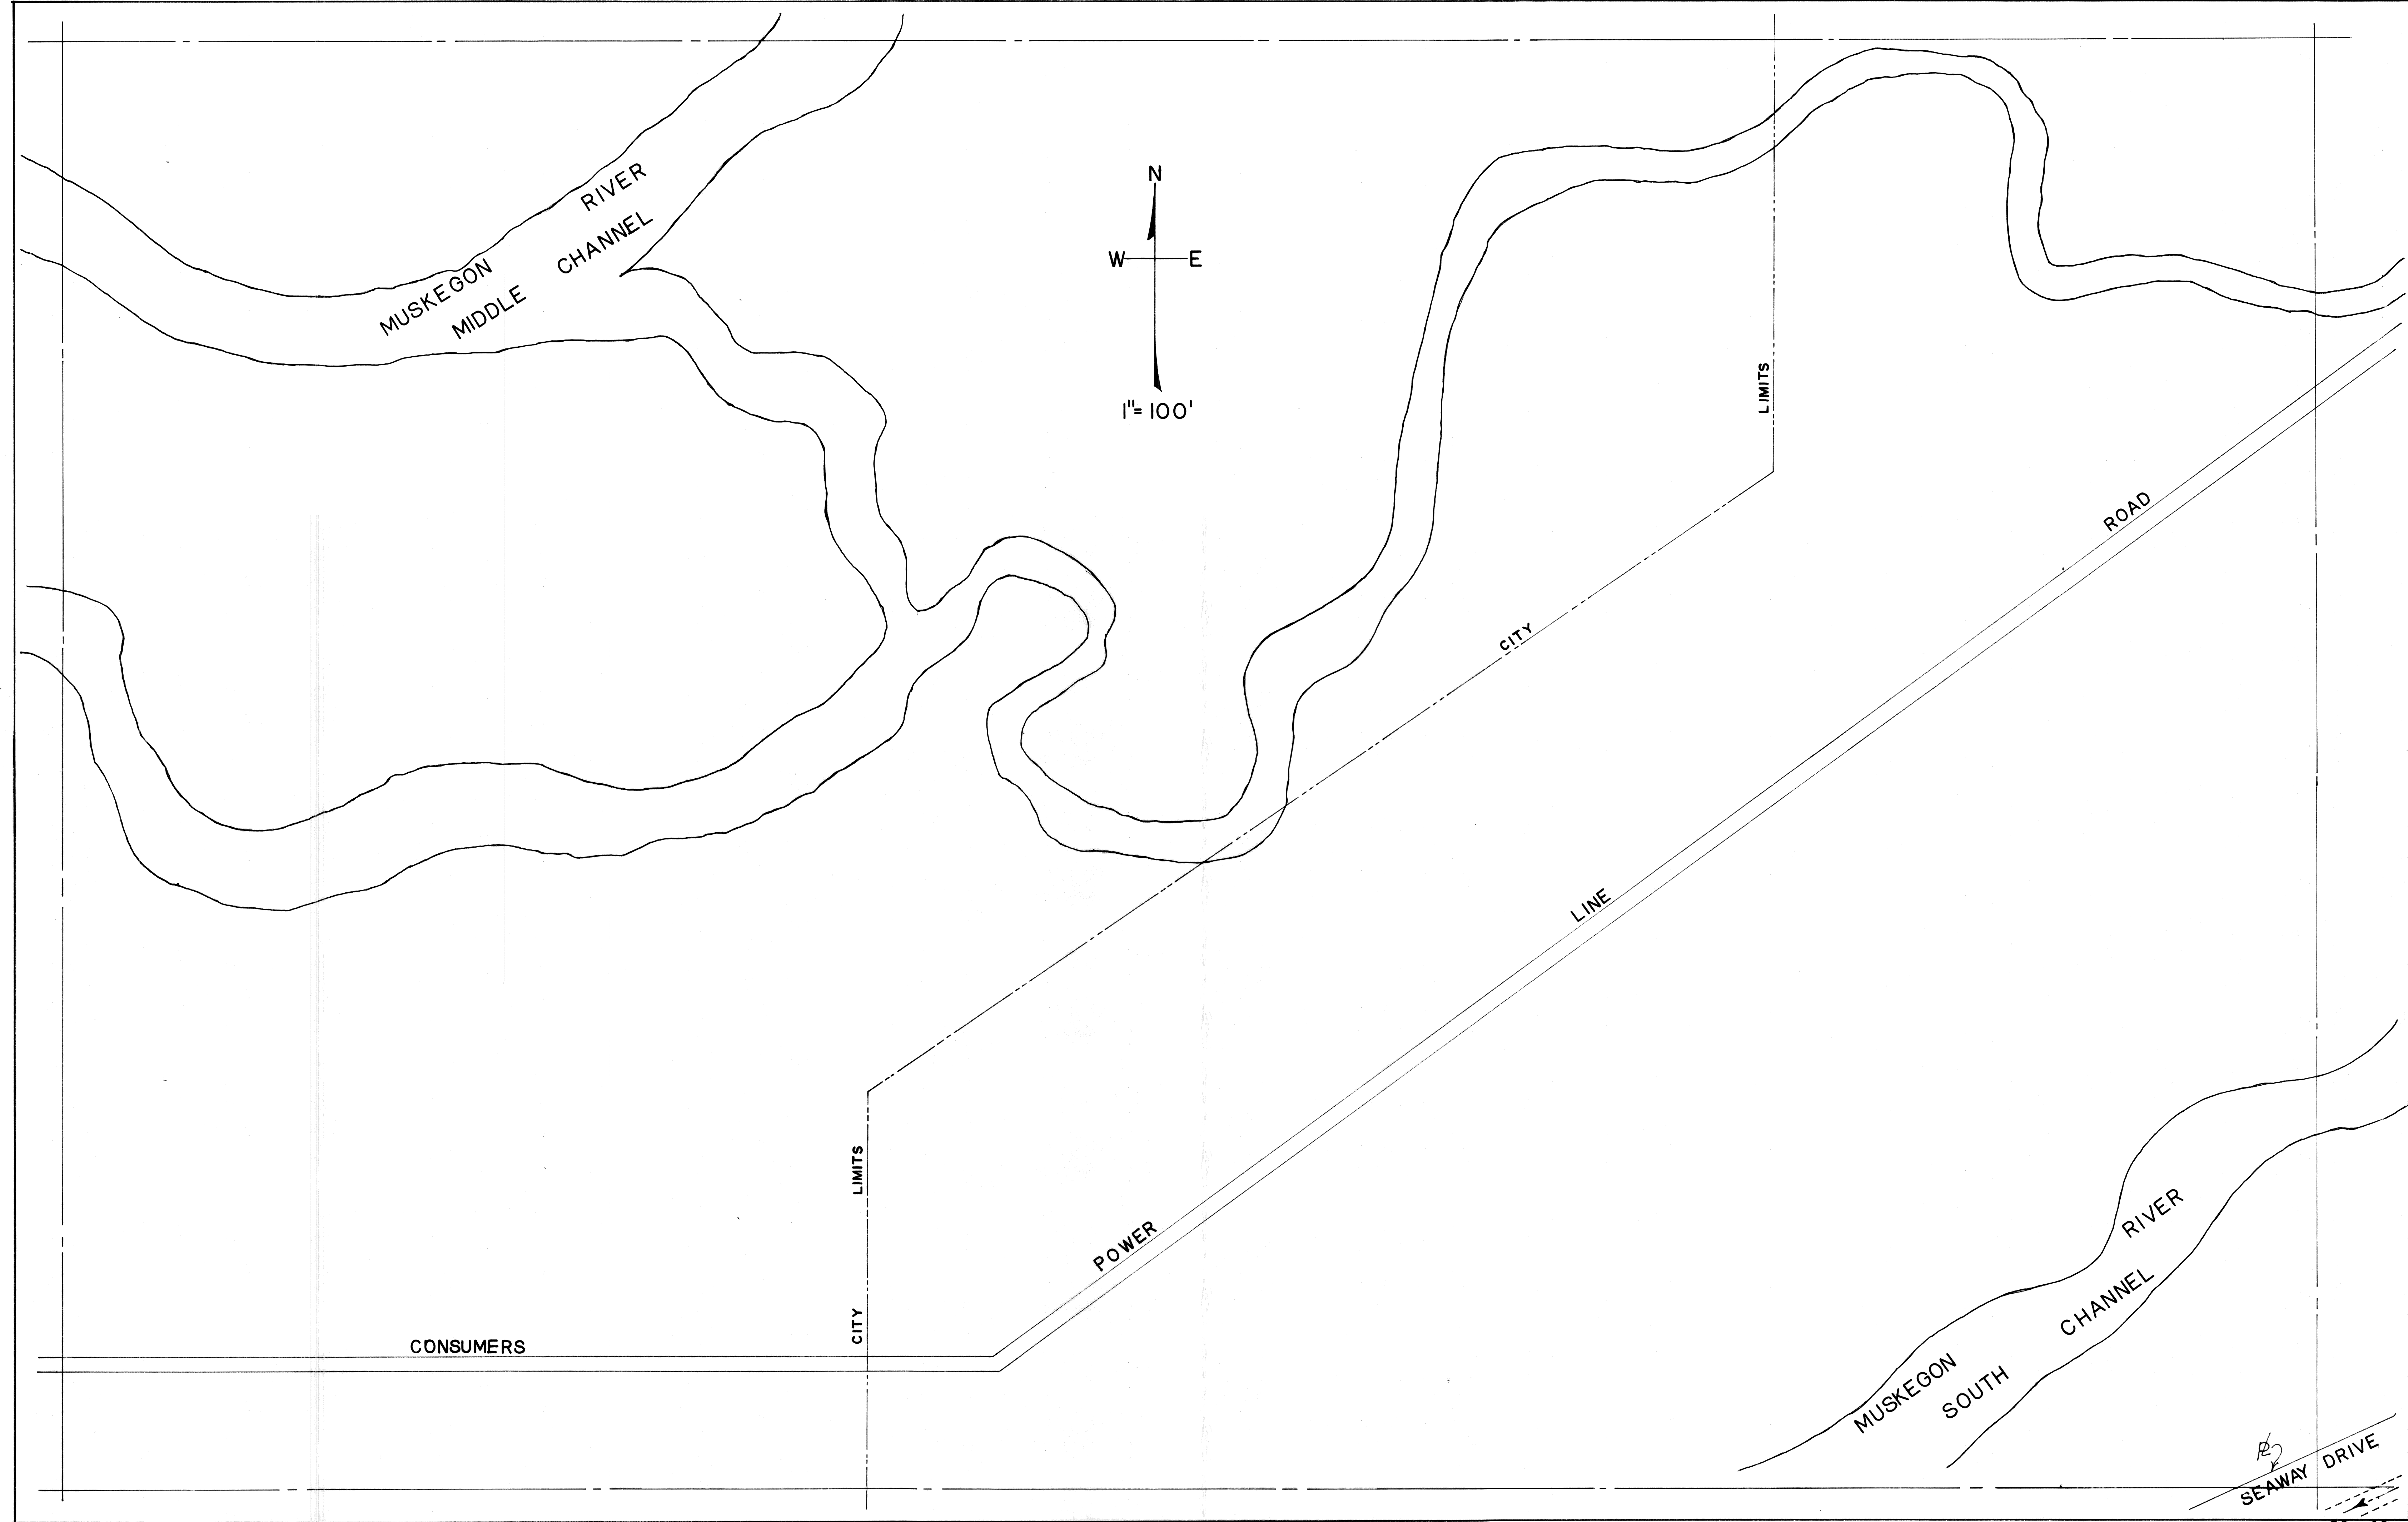 MUSKEGON RIVER
MIDDLE CHANNEL
N
W E
1"= 100'
LIMITS
CITY
CONSUMERS POWER LINE ROAD
CITY LIMITS
MUSKEGON RIVER
SOUTH CHANNEL
SEAWAY DRIVE